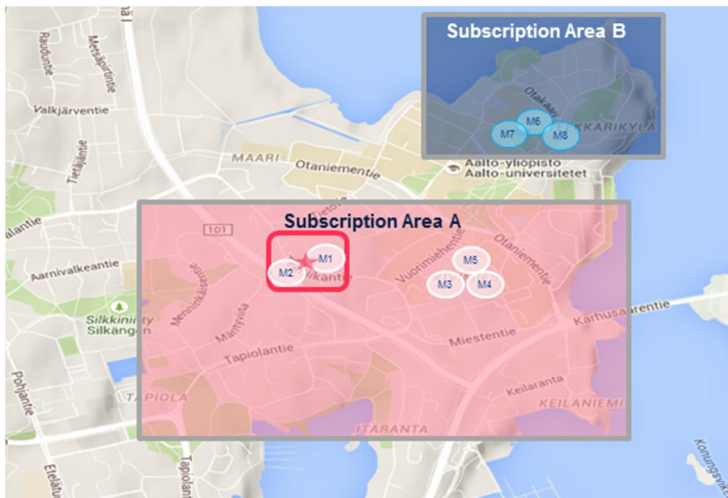 Subscription Area B
Rauduntie
Metsäpirtintie
Valkjärventie
Tietäjäntie
Otakaari
M6
M7
M8
MAARI
Otaniementie
Aalto-yliopisto
Aalto-universitetet
Subscription Area A
101
M1
M2
Vuorimiehentie
Otaniementie
M5
M3
M4
Aarnivalkeantie
Menninkäisentie
Mäntyviita
Silkkiniitty
Silkängen
Tapiolantie
Miestentie
Karhusaarentie
Pohjantie
TAPIOLA
Keilaranta
KEILANIEMI
ITÄRANTA
Tapiolantie